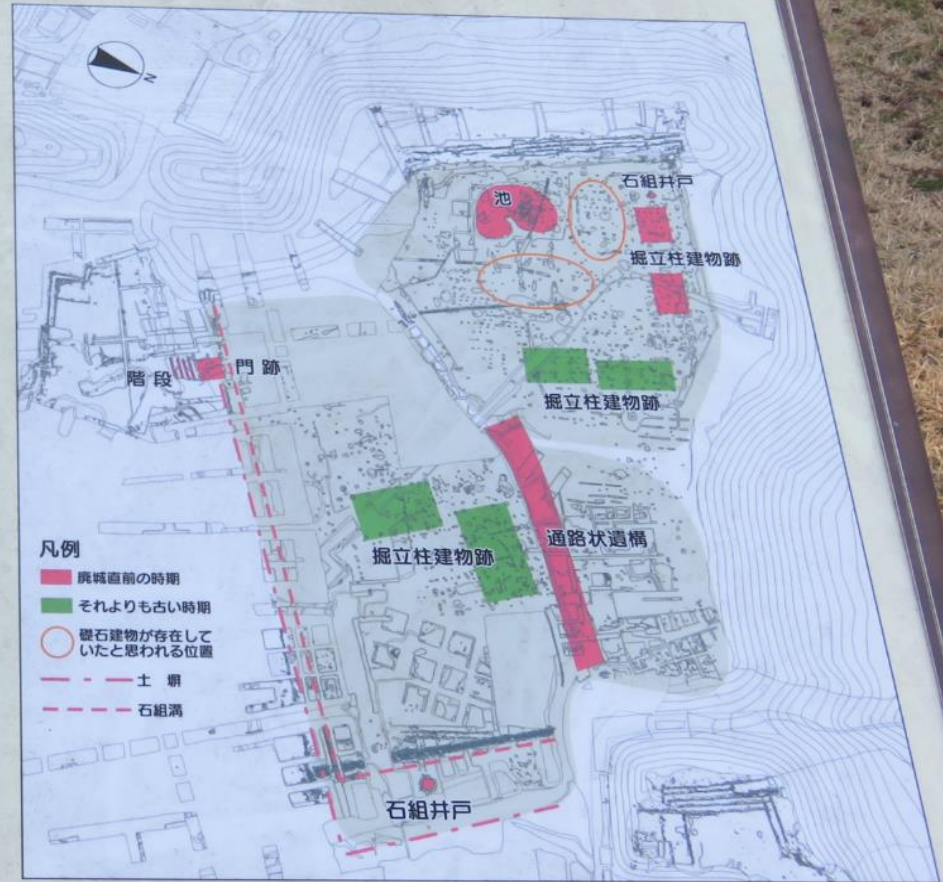 N
池
石組井戸
掘立柱建物跡
階段
門跡
掘立柱建物跡
掘立柱建物跡
通路状遺構
凡例
廃城直前の時期
それよりも古い時期
礎石建物が存在して
いたと思われる位置
土塀
石組溝
石組井戸